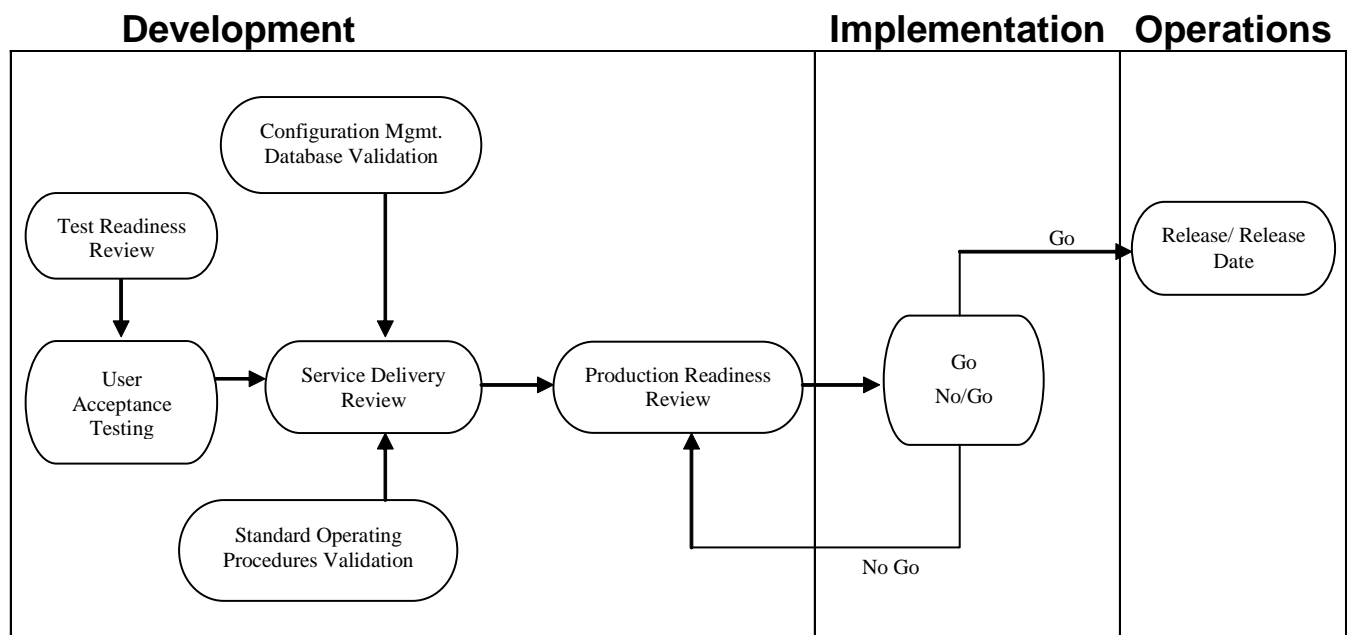 Development
Implementation
Operations
Configuration Mgmt.
Database Validation
Test Readiness
Review
Go
Release/ Release
Date
User
Acceptance
Testing
Service Delivery
Review
Production Readiness
Review
Go
No/Go
Standard Operating
Procedures Validation
No Go